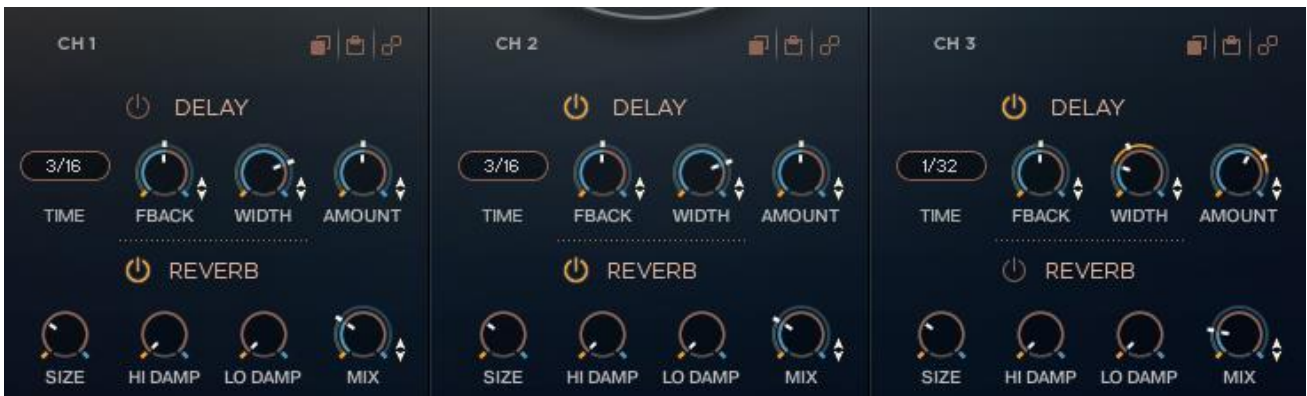 CH 1
DELAY
3/16
TIME FBACK WIDTH AMOUNT
REVERB
SIZE HI DAMP LO DAMP MIX
CH 2
DELAY
3/16
TIME FBACK WIDTH AMOUNT
REVERB
SIZE HI DAMP LO DAMP MIX
CH 3
DELAY
1/32
TIME FBACK WIDTH AMOUNT
REVERB
SIZE HI DAMP LO DAMP MIX